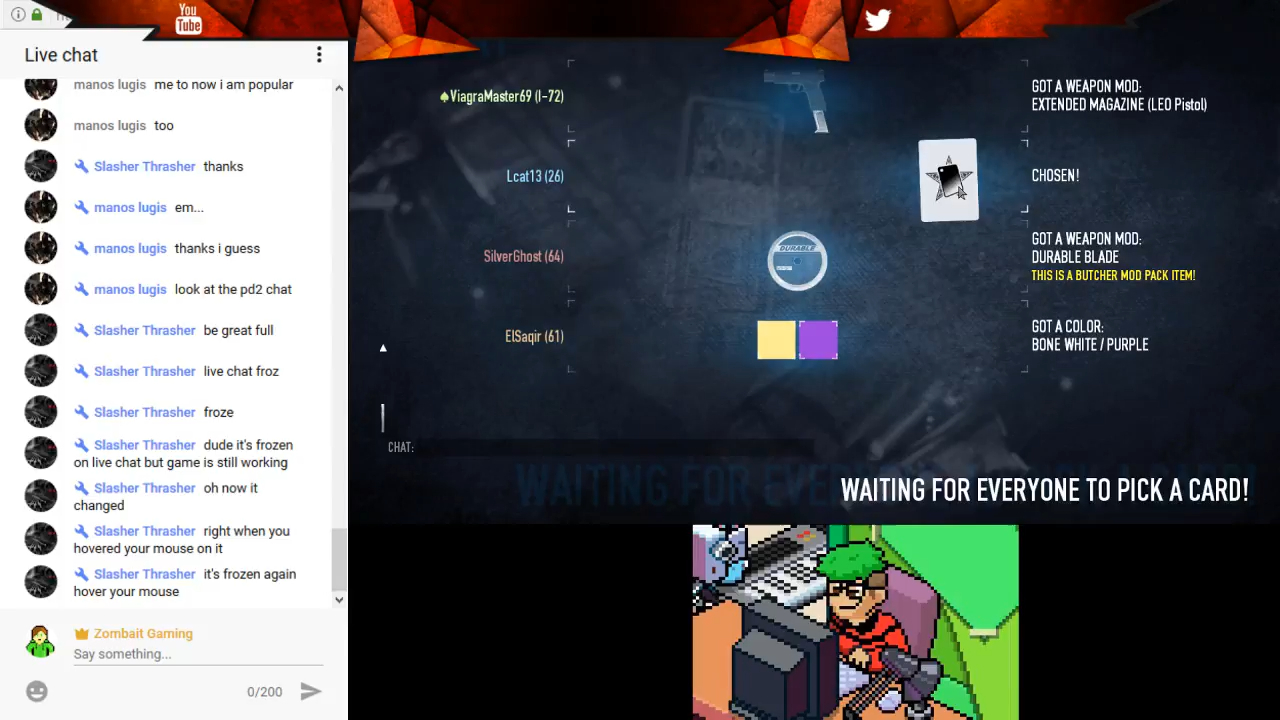 You
Tube
Live chat
manos lugis me to now i am popular
manos lugis too
Slasher Thrasher thanks
manos lugis em...
manos lugis thanks i guess
manos lugis look at the pd2 chat
Slasher Thrasher be great full
Slasher Thrasher live chat froz
Slasher Thrasher froze
Slasher Thrasher dude it's frozen
on live chat but game is still working
Slasher Thrasher oh now it
changed
Slasher Thrasher right when you
hovered your mouse on it
Slasher Thrasher it's frozen again
hover your mouse
Zombait Gaming
Say something...
0/200
♠ViagraMaster69 (I-72)
GOT A WEAPON MOD:
EXTENDED MAGAZINE (LEO Pistol)
Lcat13 (26)
CHOSEN!
SilverGhost (64)
DURABLE
GOT A WEAPON MOD:
DURABLE BLADE
THIS IS A BUTCHER MOD PACK ITEM!
ElSaqir (61)
GOT A COLOR:
BONE WHITE / PURPLE
CHAT:
WAITING FOR EVERYONE TO PICK A CARD!